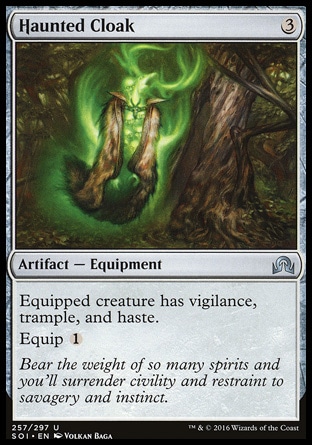 Haunted Cloak 3
Artifact — Equipment
Equipped creature has vigilance,
trample, and haste.
Equip 1
Bear the weight of so many spirits and
you'll surrender civility and restraint to
savagery and instinct.
257/297 U
SOI • EN Volkan Baga
™ & © 2016 Wizards of the Coast